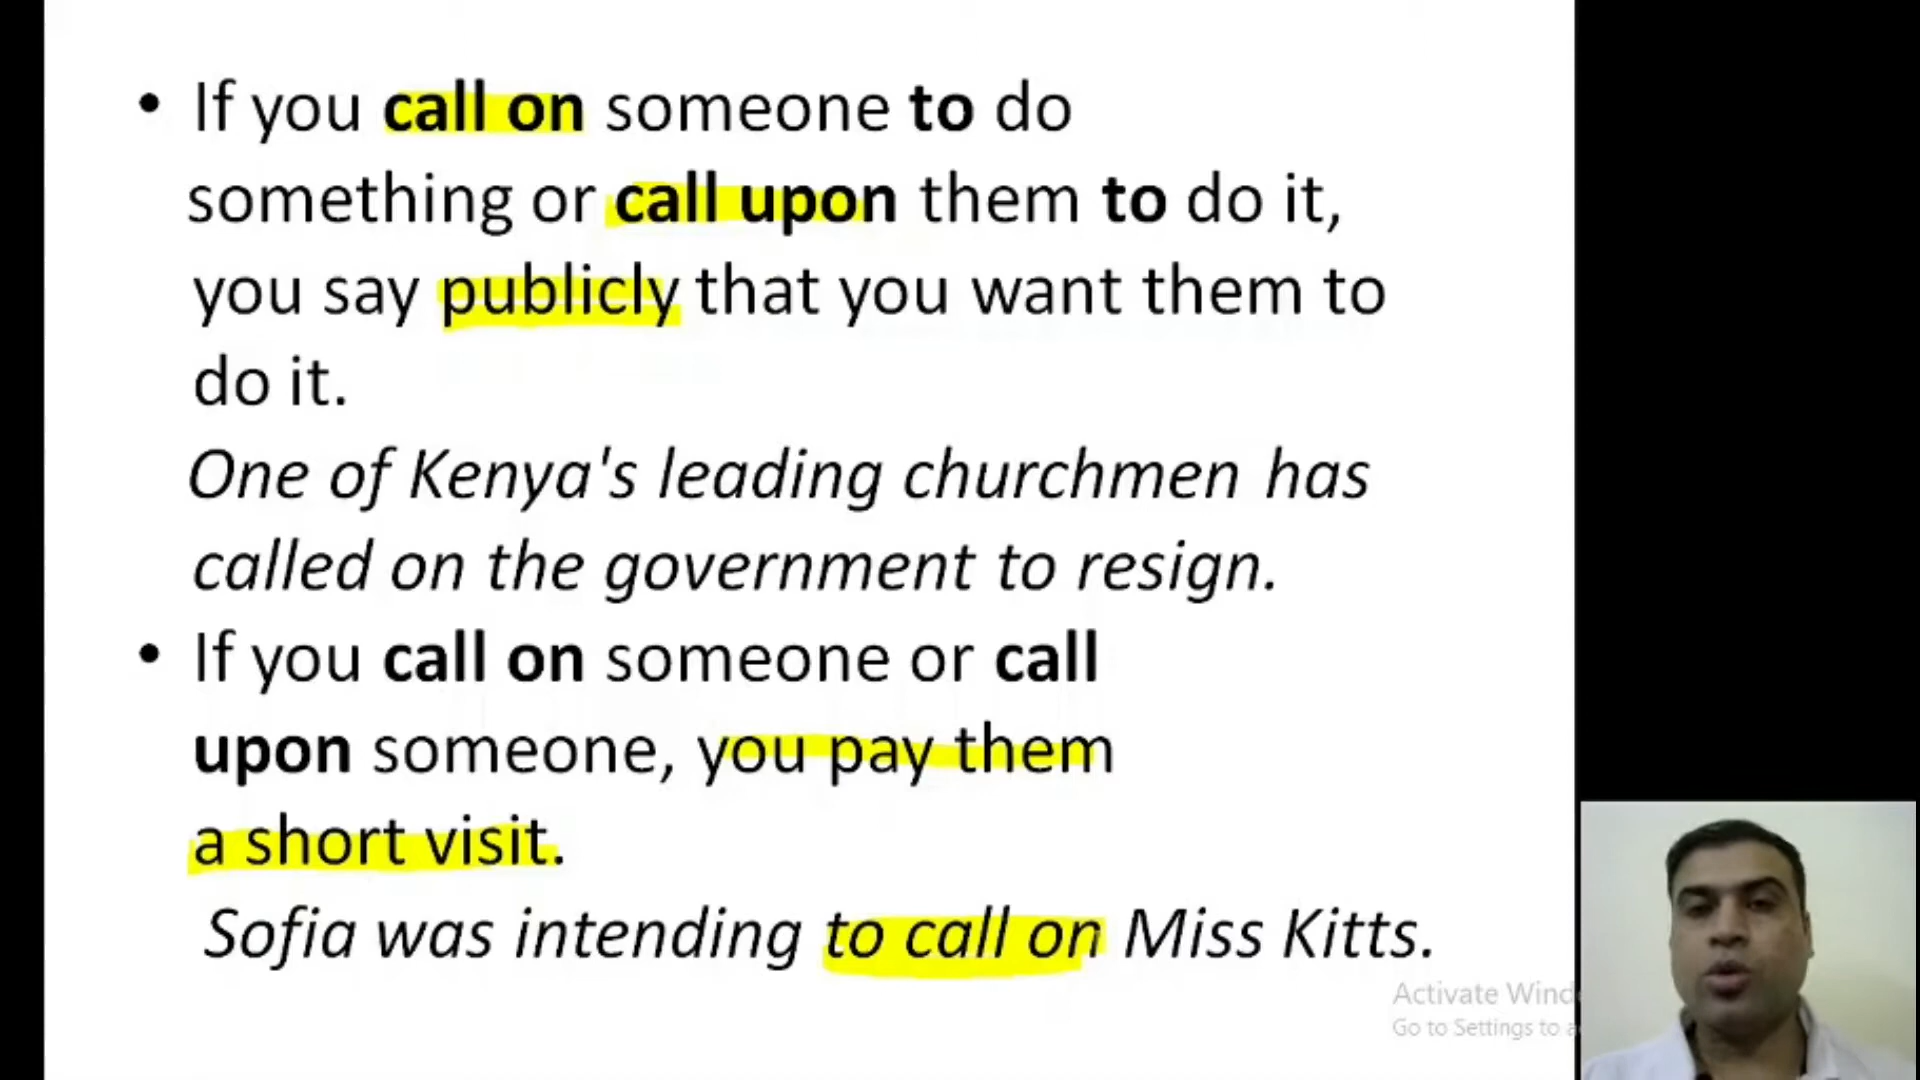 • If you call on someone to do
something or call upon them to do it,
you say publicly that you want them to
do it.
One of Kenya's leading churchmen has
called on the government to resign.
• If you call on someone or call
upon someone, you pay them
a short visit.
Sofia was intending to call on Miss Kitts.
Activate Wind
Go to Settings to a